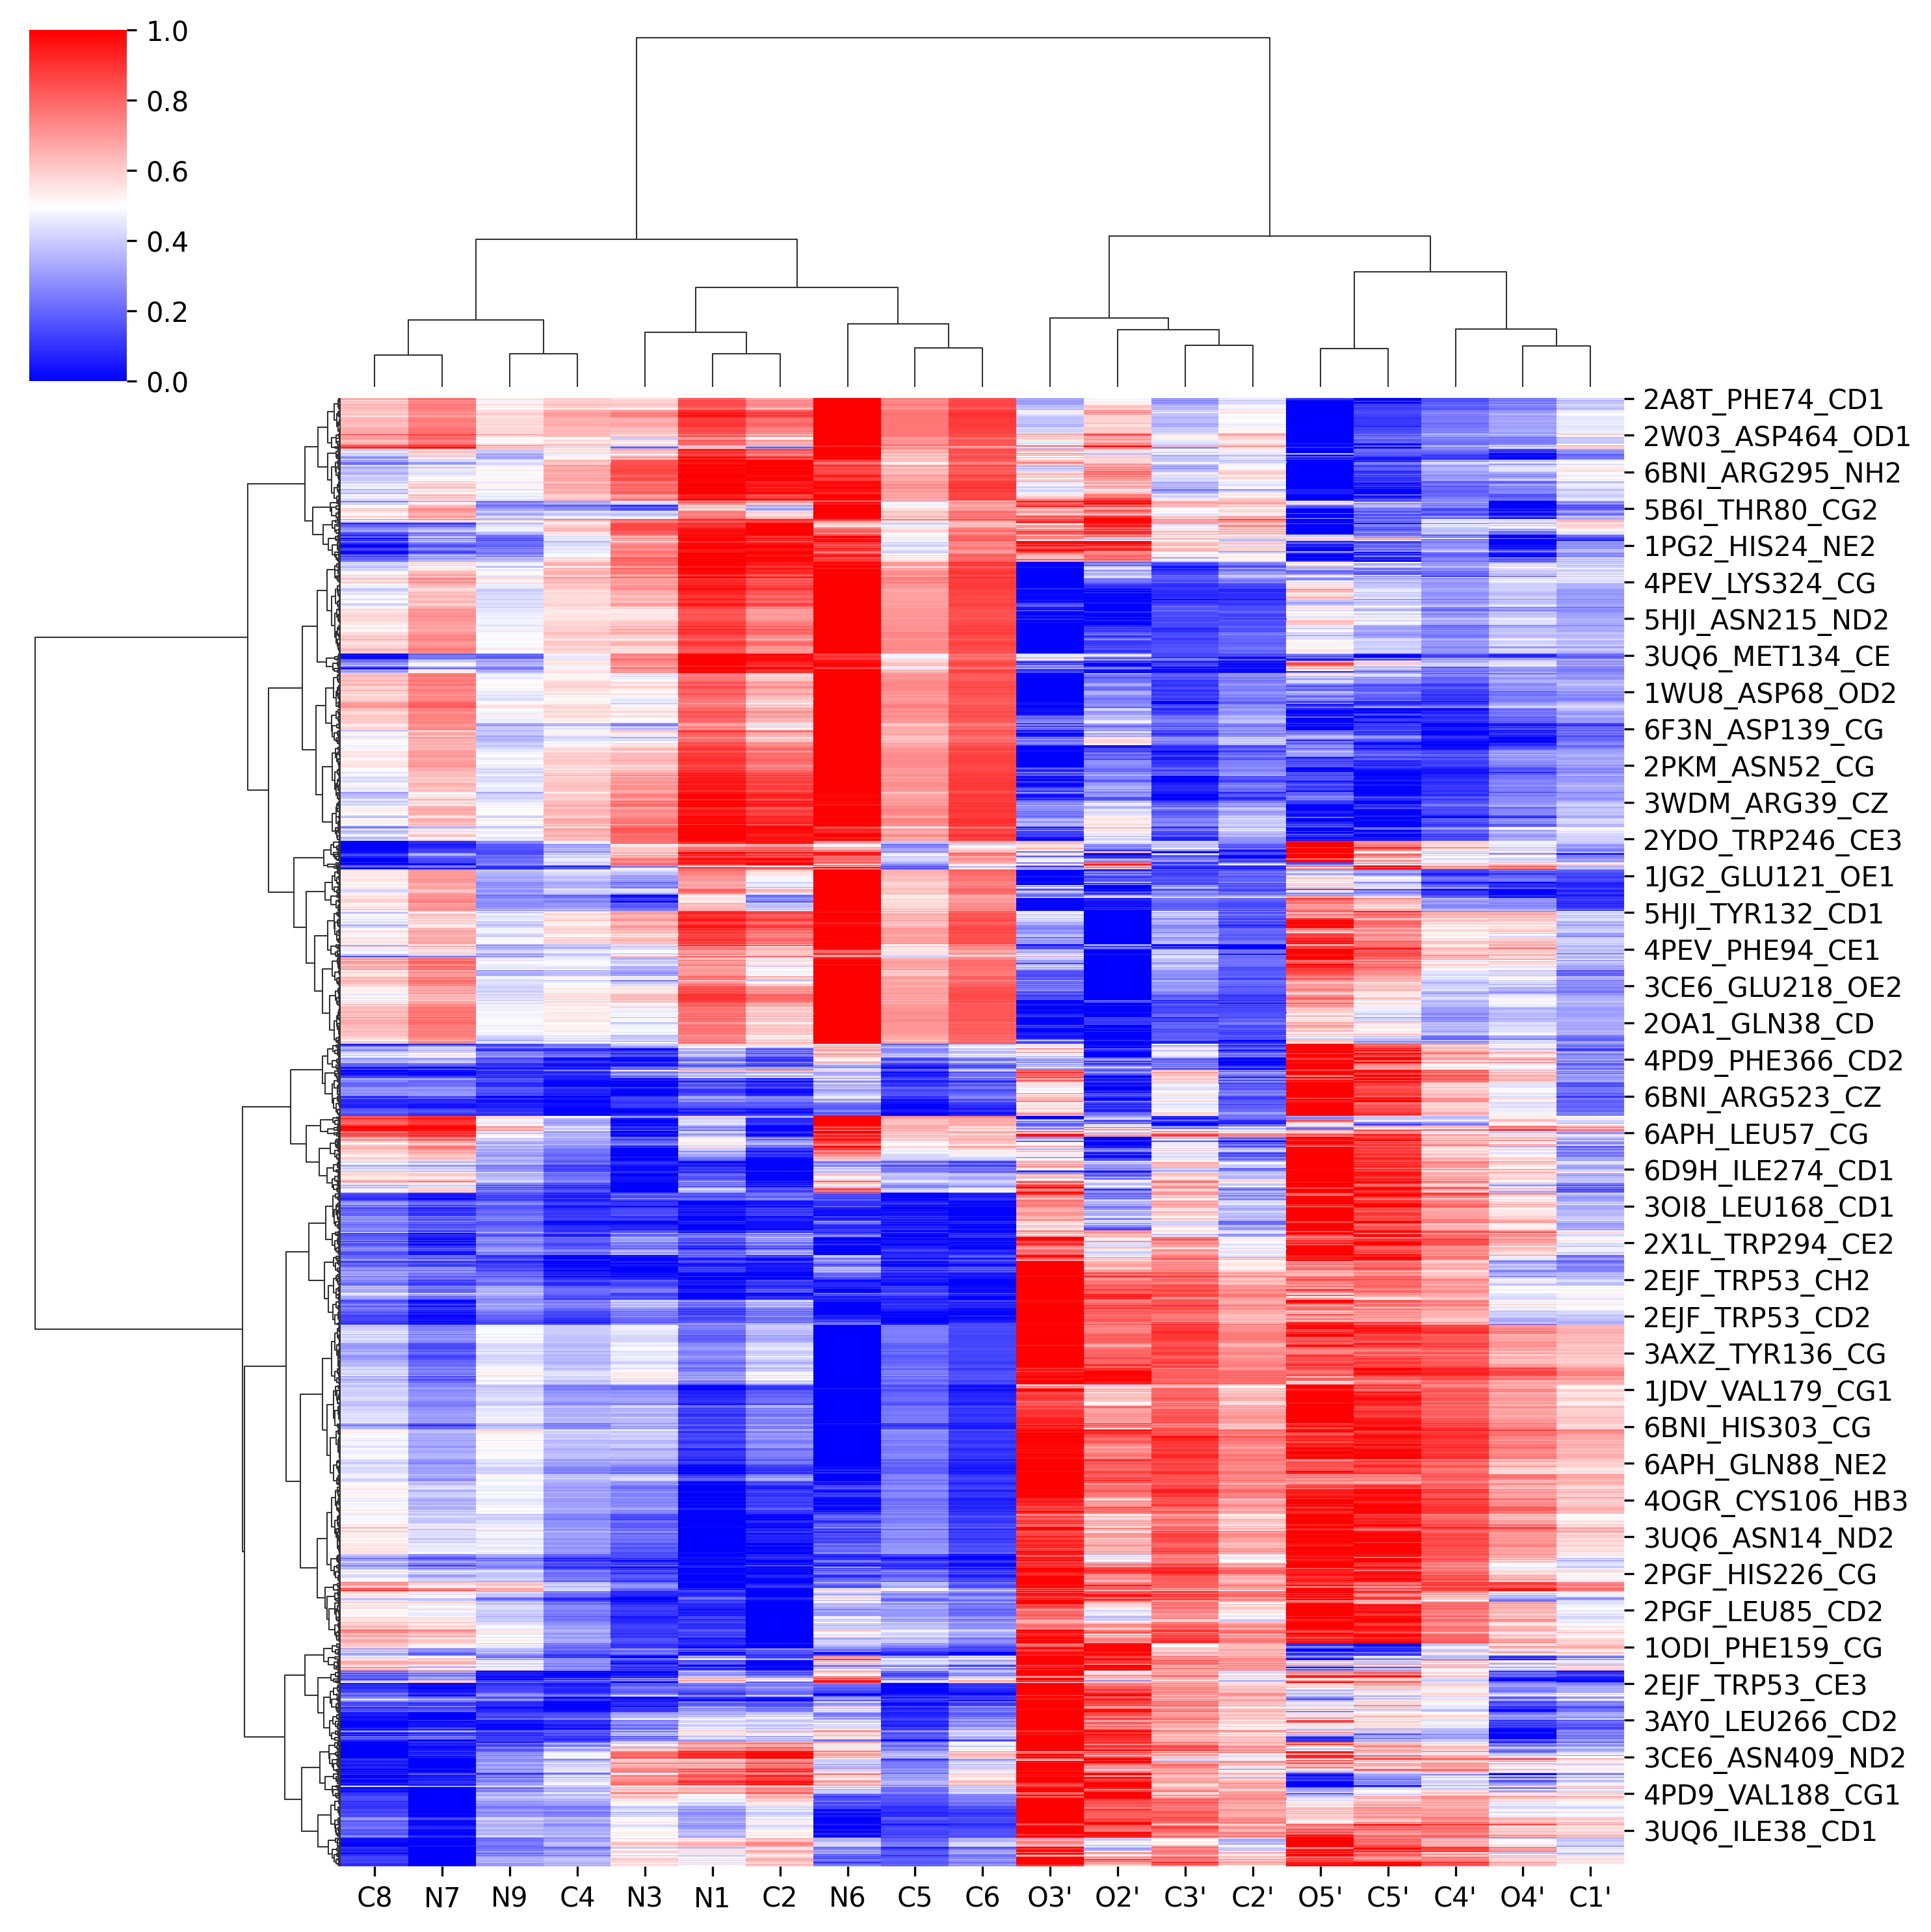 1.0
0.8
0.6
0.4
0.2
0.0
2A8T_PHE74_CD1
2W03_ASP464_OD1
6BNI_ARG295_NH2
5B6I_THR80_CG2
1PG2_HIS24_NE2
4PEV_LYS324_CG
5HJI_ASN215_ND2
3UQ6_MET134_CE
1WU8_ASP68_OD2
6F3N_ASP139_CG
2PKM_ASN52_CG
3WDM_ARG39_CZ
2YDO_TRP246_CE3
1JG2_GLU121_OE1
5HJI_TYR132_CD1
4PEV_PHE94_CE1
3CE6_GLU218_OE2
2OA1_GLN38_CD
4PD9_PHE366_CD2
6BNI_ARG523_CZ
6APH_LEU57_CG
6D9H_ILE274_CD1
3OI8_LEU168_CD1
2X1L_TRP294_CE2
2EJF_TRP53_CH2
2EJF_TRP53_CD2
3AXZ_TYR136_CG
1JDV_VAL179_CG1
6BNI_HIS303_CG
6APH_GLN88_NE2
4OGR_CYS106_HB3
3UQ6_ASN14_ND2
2PGF_HIS226_CG
2PGF_LEU85_CD2
1ODI_PHE159_CG
2EJF_TRP53_CE3
3AY0_LEU266_CD2
3CE6_ASN409_ND2
4PD9_VAL188_CG1
3UQ6_ILE38_CD1
C8 N7 N9 C4 N3 N1 C2 N6 C5 C6 O3' O2' C3' C2' O5' C5' C4' O4' C1'